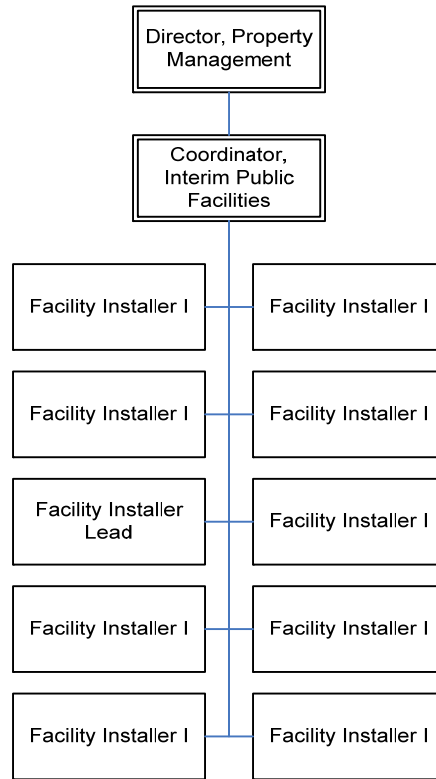 Director, Property
Management
Coordinator,
Interim Public
Facilities
Facility Installer I
Facility Installer I
Facility Installer I
Facility Installer I
Facility Installer
Lead
Facility Installer I
Facility Installer I
Facility Installer I
Facility Installer I
Facility Installer I